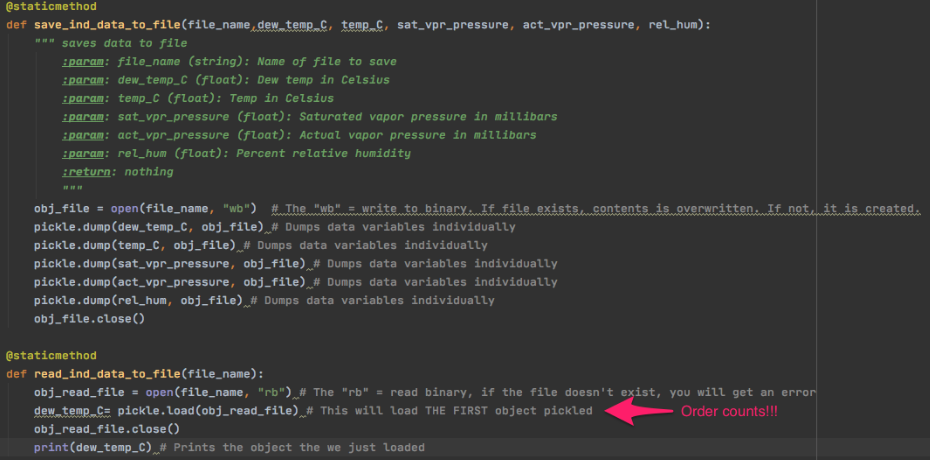 @staticmethod
def save_ind_data_to_file(file_name,dew_temp_C, temp_C, sat_vpr_pressure, act_vpr_pressure, rel_hum):
""" saves data to file
:param: file_name (string): Name of file to save
:param: dew_temp_C (float): Dew temp in Celsius
:param: temp_C (float): Temp in Celsius
:param: sat_vpr_pressure (float): Saturated vapor pressure in millibars
:param: act_vpr_pressure (float): Actual vapor pressure in millibars
:param: rel_hum (float): Percent relative humidity
:return: nothing
"""
obj_file = open(file_name, "wb")  # The "wb" = write to binary. If file exists, contents is overwritten. If not, it is created.
pickle.dump(dew_temp_C, obj_file) # Dumps data variables individually
pickle.dump(temp_C, obj_file) # Dumps data variables individually
pickle.dump(sat_vpr_pressure, obj_file) # Dumps data variables individually
pickle.dump(act_vpr_pressure, obj_file) # Dumps data variables individually
pickle.dump(rel_hum, obj_file) # Dumps data variables individually
obj_file.close()
@staticmethod
def read_ind_data_to_file(file_name):
obj_read_file = open(file_name, "rb") # The "rb" = read binary, if the file doesn't exist, you will get an error
dew_temp_C= pickle.load(obj_read_file) # This will load THE FIRST object pickled Order counts!!!
obj_read_file.close()
print(dew_temp_C) # Prints the object the we just loaded